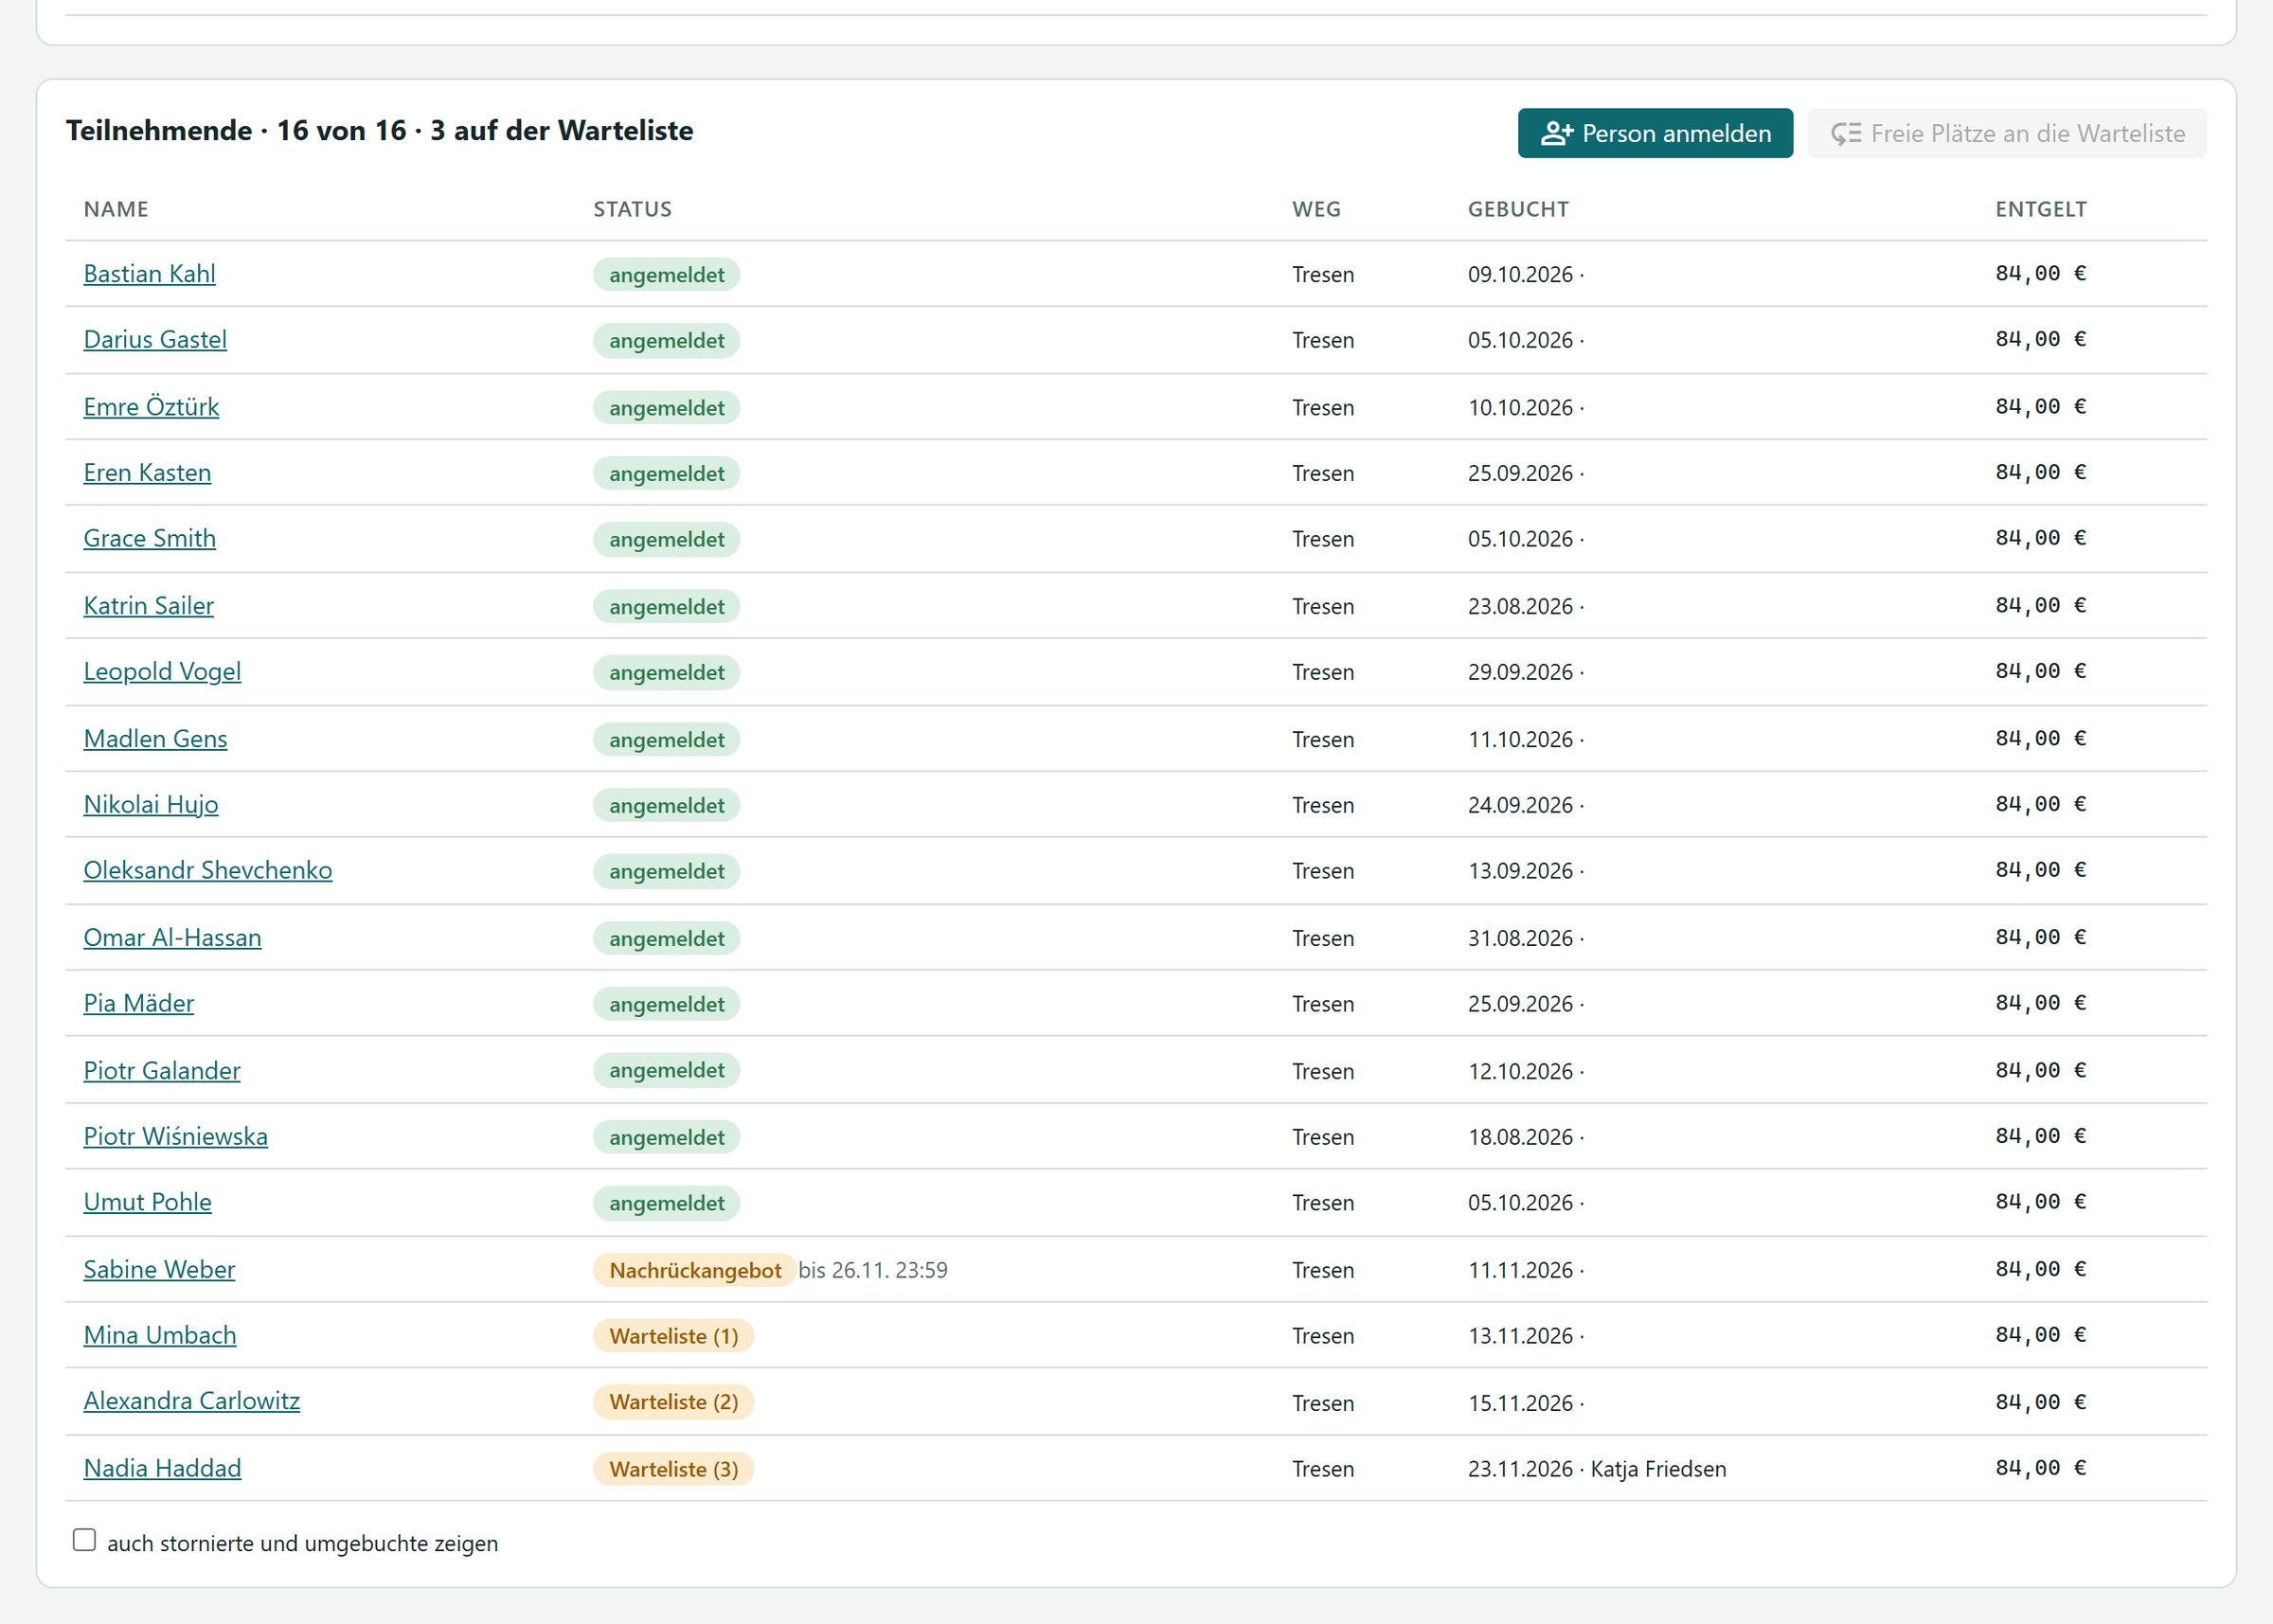 Teilnehmende · 16 von 16 · 3 auf der Warteliste
Person anmelden
Freie Plätze an die Warteliste
NAME STATUS WEG GEBUCHT ENTGELT
Bastian Kahl angemeldet Tresen 09.10.2026 · 84,00 €
Darius Gastel angemeldet Tresen 05.10.2026 · 84,00 €
Emre Öztürk angemeldet Tresen 10.10.2026 · 84,00 €
Eren Kasten angemeldet Tresen 25.09.2026 · 84,00 €
Grace Smith angemeldet Tresen 05.10.2026 · 84,00 €
Katrin Sailer angemeldet Tresen 23.08.2026 · 84,00 €
Leopold Vogel angemeldet Tresen 29.09.2026 · 84,00 €
Madlen Gens angemeldet Tresen 11.10.2026 · 84,00 €
Nikolai Hujo angemeldet Tresen 24.09.2026 · 84,00 €
Oleksandr Shevchenko angemeldet Tresen 13.09.2026 · 84,00 €
Omar Al-Hassan angemeldet Tresen 31.08.2026 · 84,00 €
Pia Mäder angemeldet Tresen 25.09.2026 · 84,00 €
Piotr Galander angemeldet Tresen 12.10.2026 · 84,00 €
Piotr Wiśniewska angemeldet Tresen 18.08.2026 · 84,00 €
Umut Pohle angemeldet Tresen 05.10.2026 · 84,00 €
Sabine Weber Nachrückangebot bis 26.11. 23:59 Tresen 11.11.2026 · 84,00 €
Mina Umbach Warteliste (1) Tresen 13.11.2026 · 84,00 €
Alexandra Carlowitz Warteliste (2) Tresen 15.11.2026 · 84,00 €
Nadia Haddad Warteliste (3) Tresen 23.11.2026 · Katja Friedsen 84,00 €
auch stornierte und umgebuchte zeigen